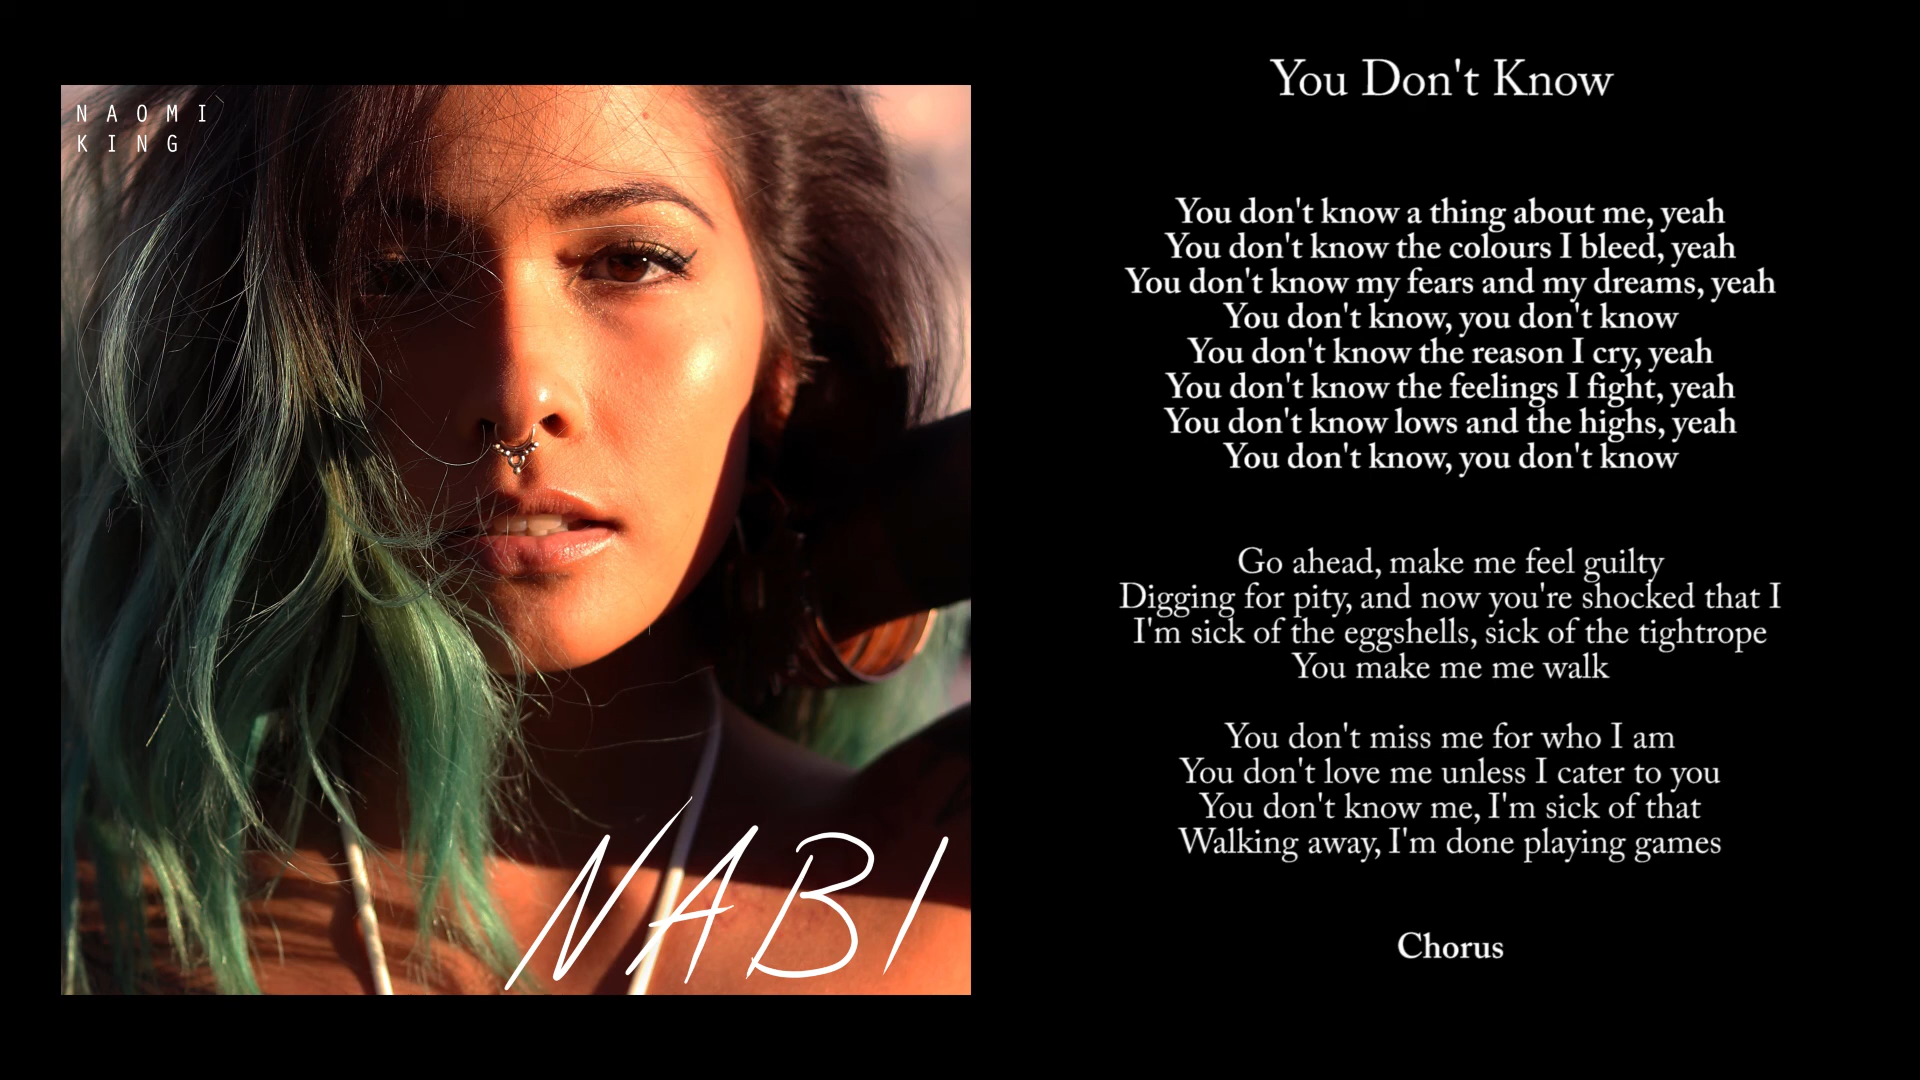 NAOMI
KING
NABI
You Don't Know
You don't know a thing about me, yeah
You don't know the colours I bleed, yeah
You don't know my fears and my dreams, yeah
You don't know, you don't know
You don't know the reason I cry, yeah
You don't know the feelings I fight, yeah
You don't know lows and the highs, yeah
You don't know, you don't know
Go ahead, make me feel guilty
Digging for pity, and now you're shocked that I
I'm sick of the eggshells, sick of the tightrope
You make me me walk
You don't miss me for who I am
You don't love me unless I cater to you
You don't know me, I'm sick of that
Walking away, I'm done playing games
Chorus